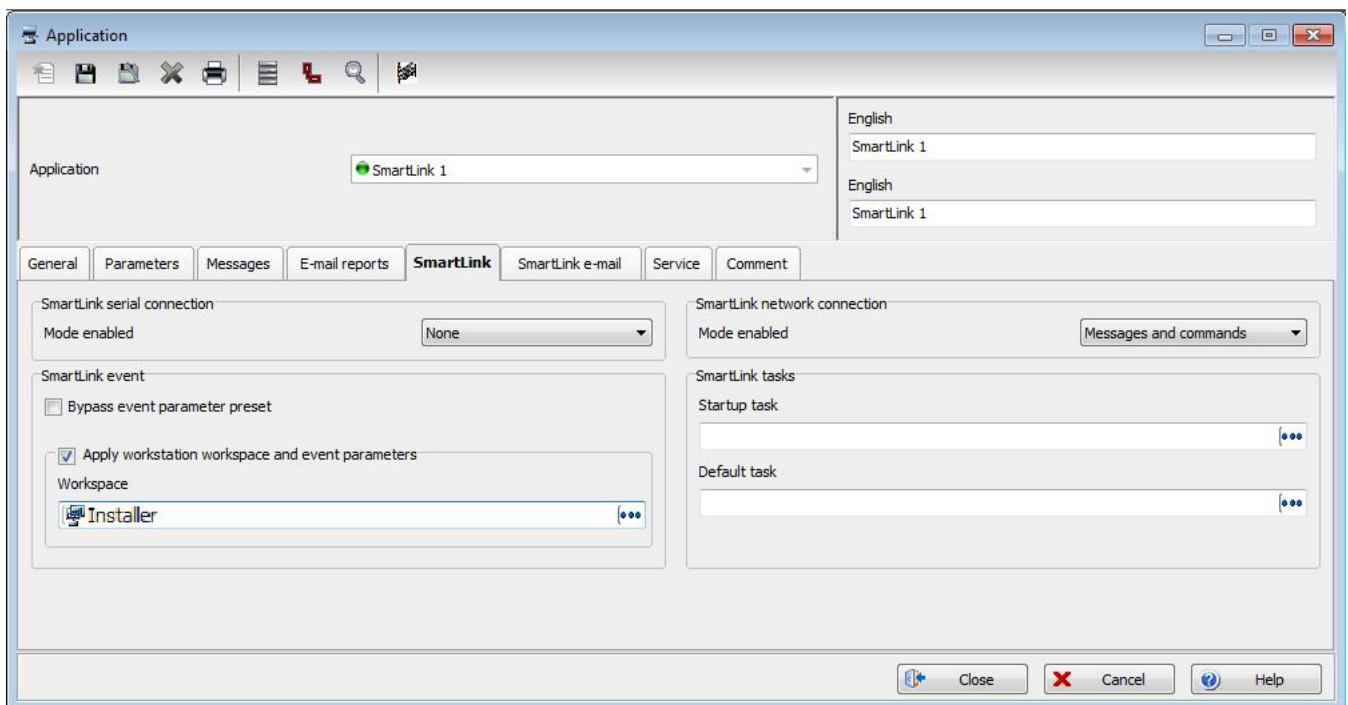 Application
English
SmartLink 1
Application
SmartLink 1
English
SmartLink 1
General Parameters Messages E-mail reports SmartLink SmartLink e-mail Service Comment
SmartLink serial connection
Mode enabled None
SmartLink network connection
Mode enabled Messages and commands
SmartLink event
Bypass event parameter preset
Apply workstation workspace and event parameters
Workspace
Installer
SmartLink tasks
Startup task
Default task
Close Cancel Help